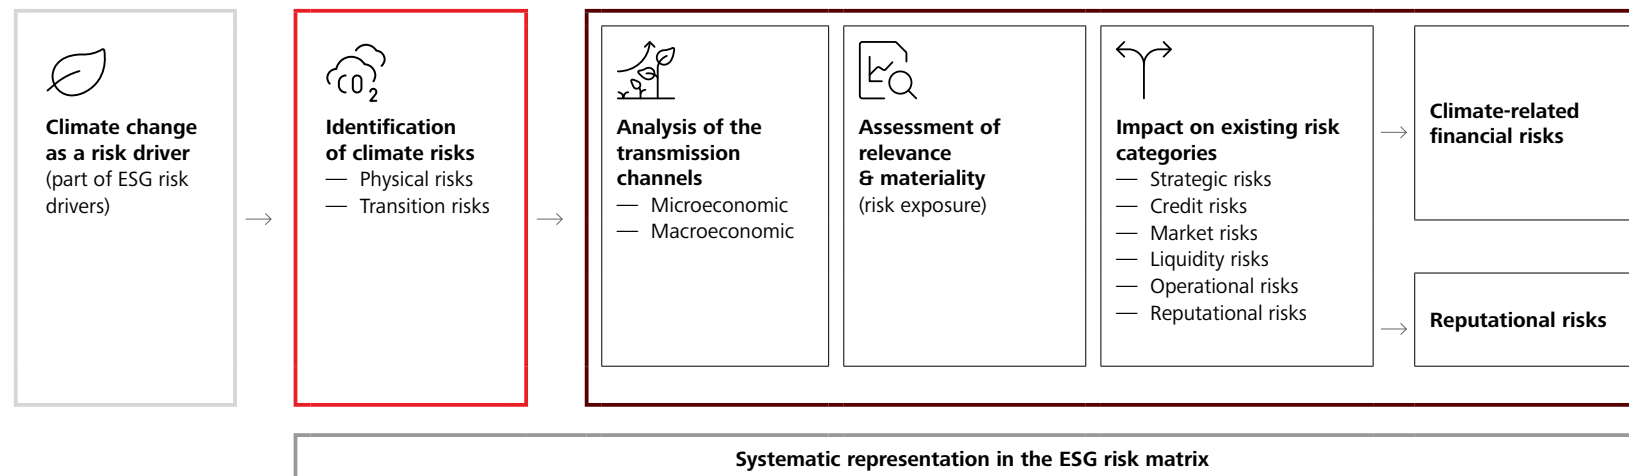 Climate change
as a risk driver
(part of ESG risk
drivers)
CO2
Identification
of climate risks
— Physical risks
— Transition risks
Analysis of the
transmission
channels
— Microeconomic
— Macroeconomic
Assessment of
relevance
& materiality
(risk exposure)
Impact on existing risk
categories
— Strategic risks
— Credit risks
— Market risks
— Liquidity risks
— Operational risks
— Reputational risks
Climate-related
financial risks
Reputational risks
Systematic representation in the ESG risk matrix